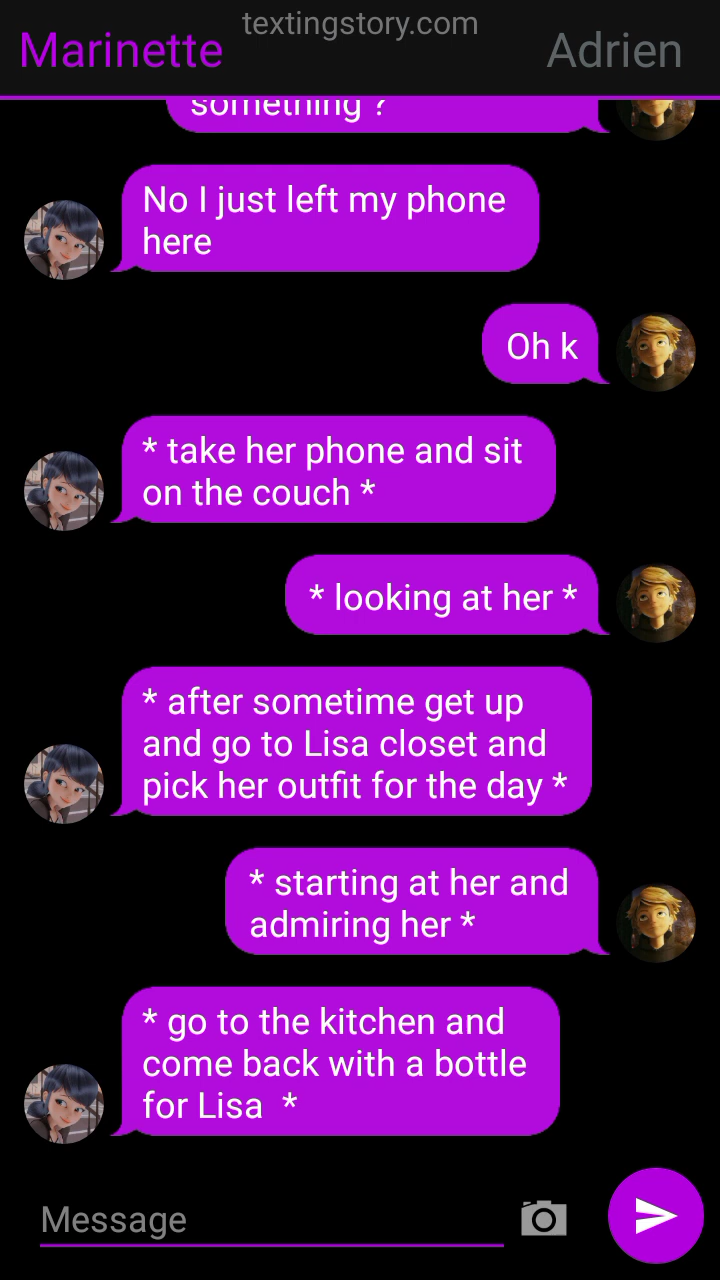 textingstory.com
Marinette
Adrien
something ?
No I just left my phone
here
Oh k
* take her phone and sit
on the couch *
* looking at her *
* after sometime get up
and go to Lisa closet and
pick her outfit for the day *
* starting at her and
admiring her *
* go to the kitchen and
come back with a bottle
for Lisa  *
Message